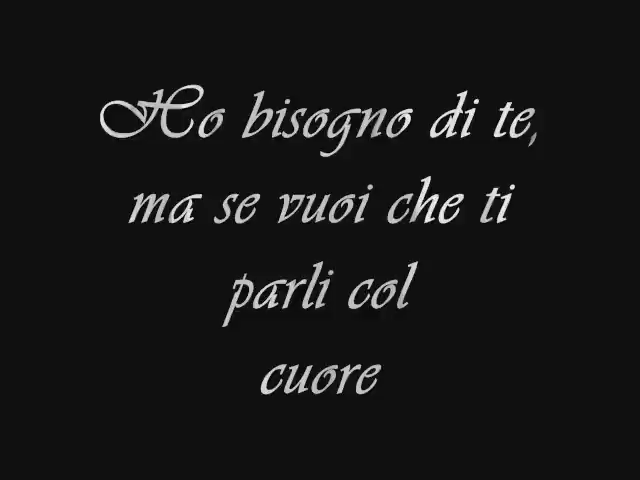 Ho bisogno di te,
ma se vuoi che ti
parli col
cuore